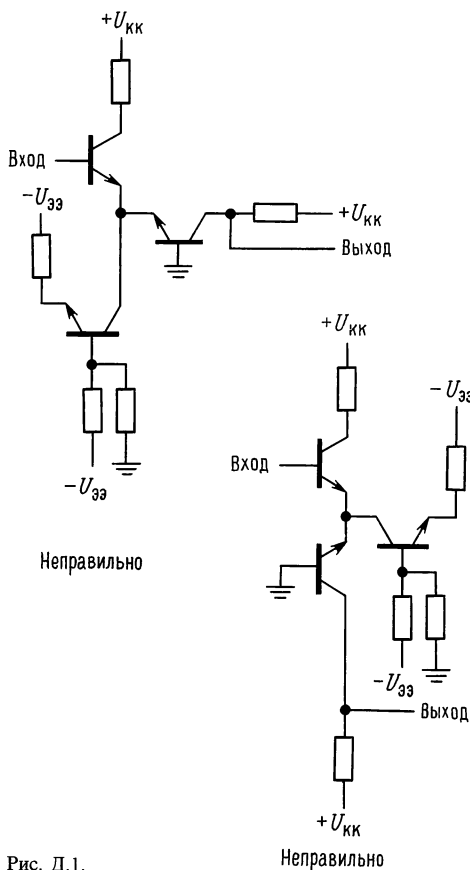 +Uкк
Вход
−Uээ
+Uкк
Выход
−Uээ
Неправильно
+Uкк
−Uээ
Вход
−Uээ
Выход
+Uкк
Неправильно
Рис. Д.1.